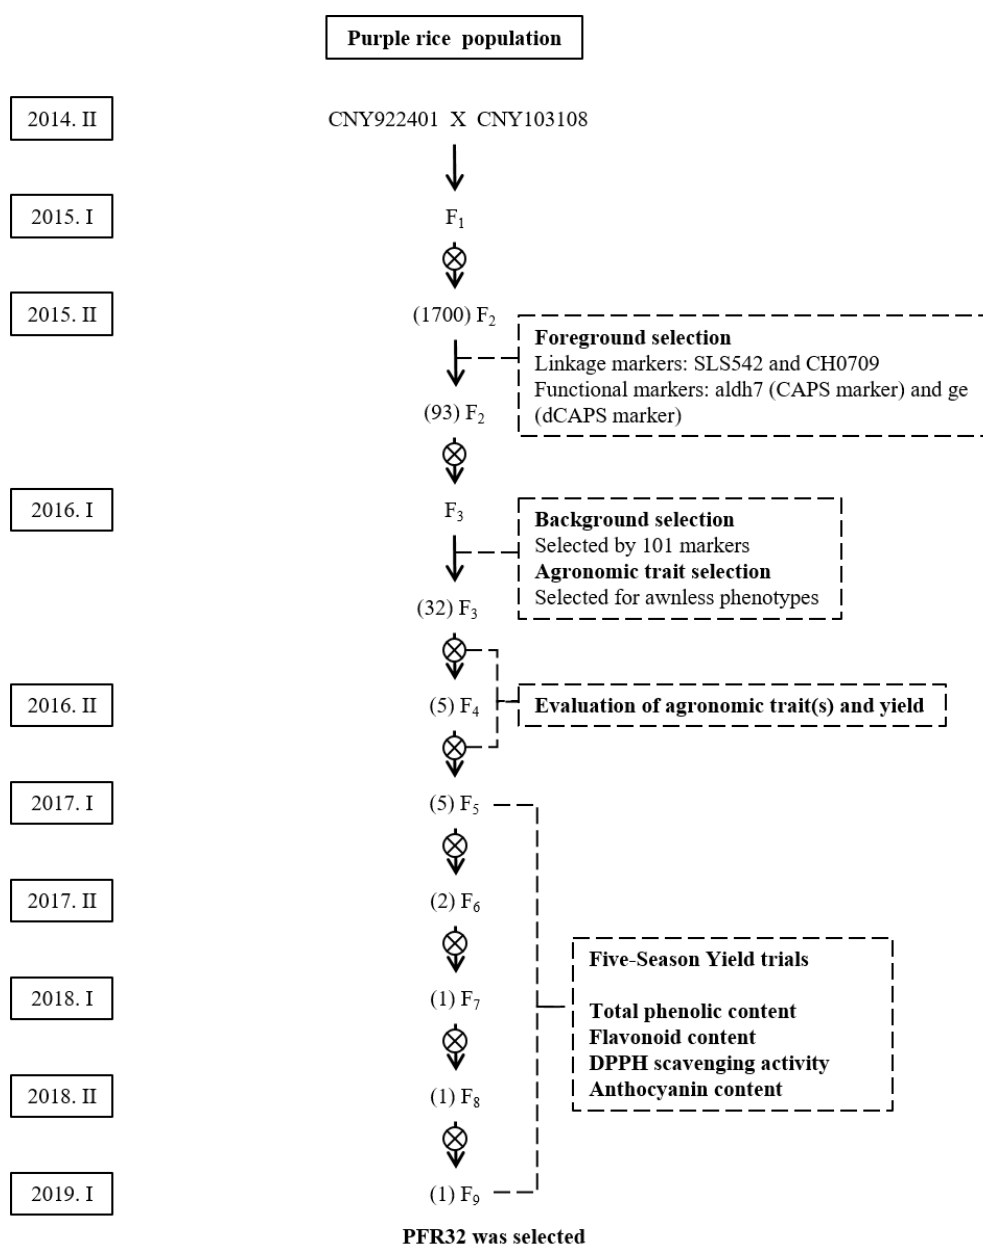 Purple rice population
2014. II
CNY922401 X CNY103108
2015. I
F₁
2015. II
(1700) F₂
Foreground selection
Linkage markers: SLS542 and CH0709
Functional markers: aldh7 (CAPS marker) and ge
(dCAPS marker)
(93) F₂
2016. I
F₃
Background selection
Selected by 101 markers
Agronomic trait selection
Selected for awnless phenotypes
(32) F₃
2016. II
(5) F₄
Evaluation of agronomic trait(s) and yield
2017. I
(5) F₅
2017. II
(2) F₆
2018. I
(1) F₇
Five-Season Yield trials
Total phenolic content
Flavonoid content
DPPH scavenging activity
Anthocyanin content
2018. II
(1) F₈
2019. I
(1) F₉
PFR32 was selected